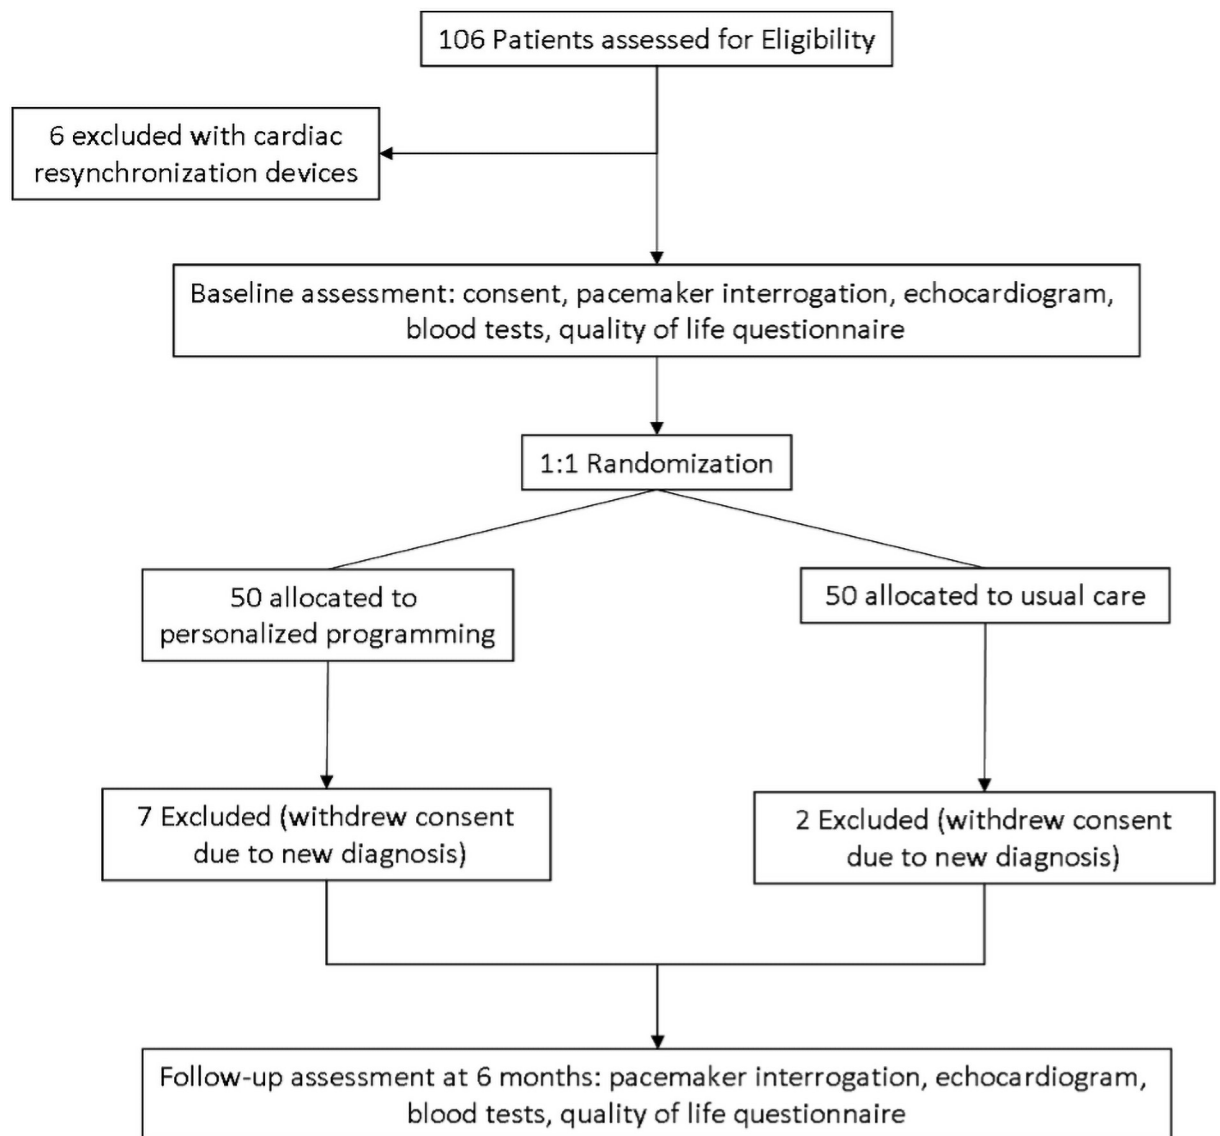 106 Patients assessed for Eligibility
6 excluded with cardiac
resynchronization devices
Baseline assessment: consent, pacemaker interrogation, echocardiogram,
blood tests, quality of life questionnaire
1:1 Randomization
50 allocated to
personalized programming
50 allocated to usual care
7 Excluded (withdrew consent
due to new diagnosis)
2 Excluded (withdrew consent
due to new diagnosis)
Follow-up assessment at 6 months: pacemaker interrogation, echocardiogram,
blood tests, quality of life questionnaire